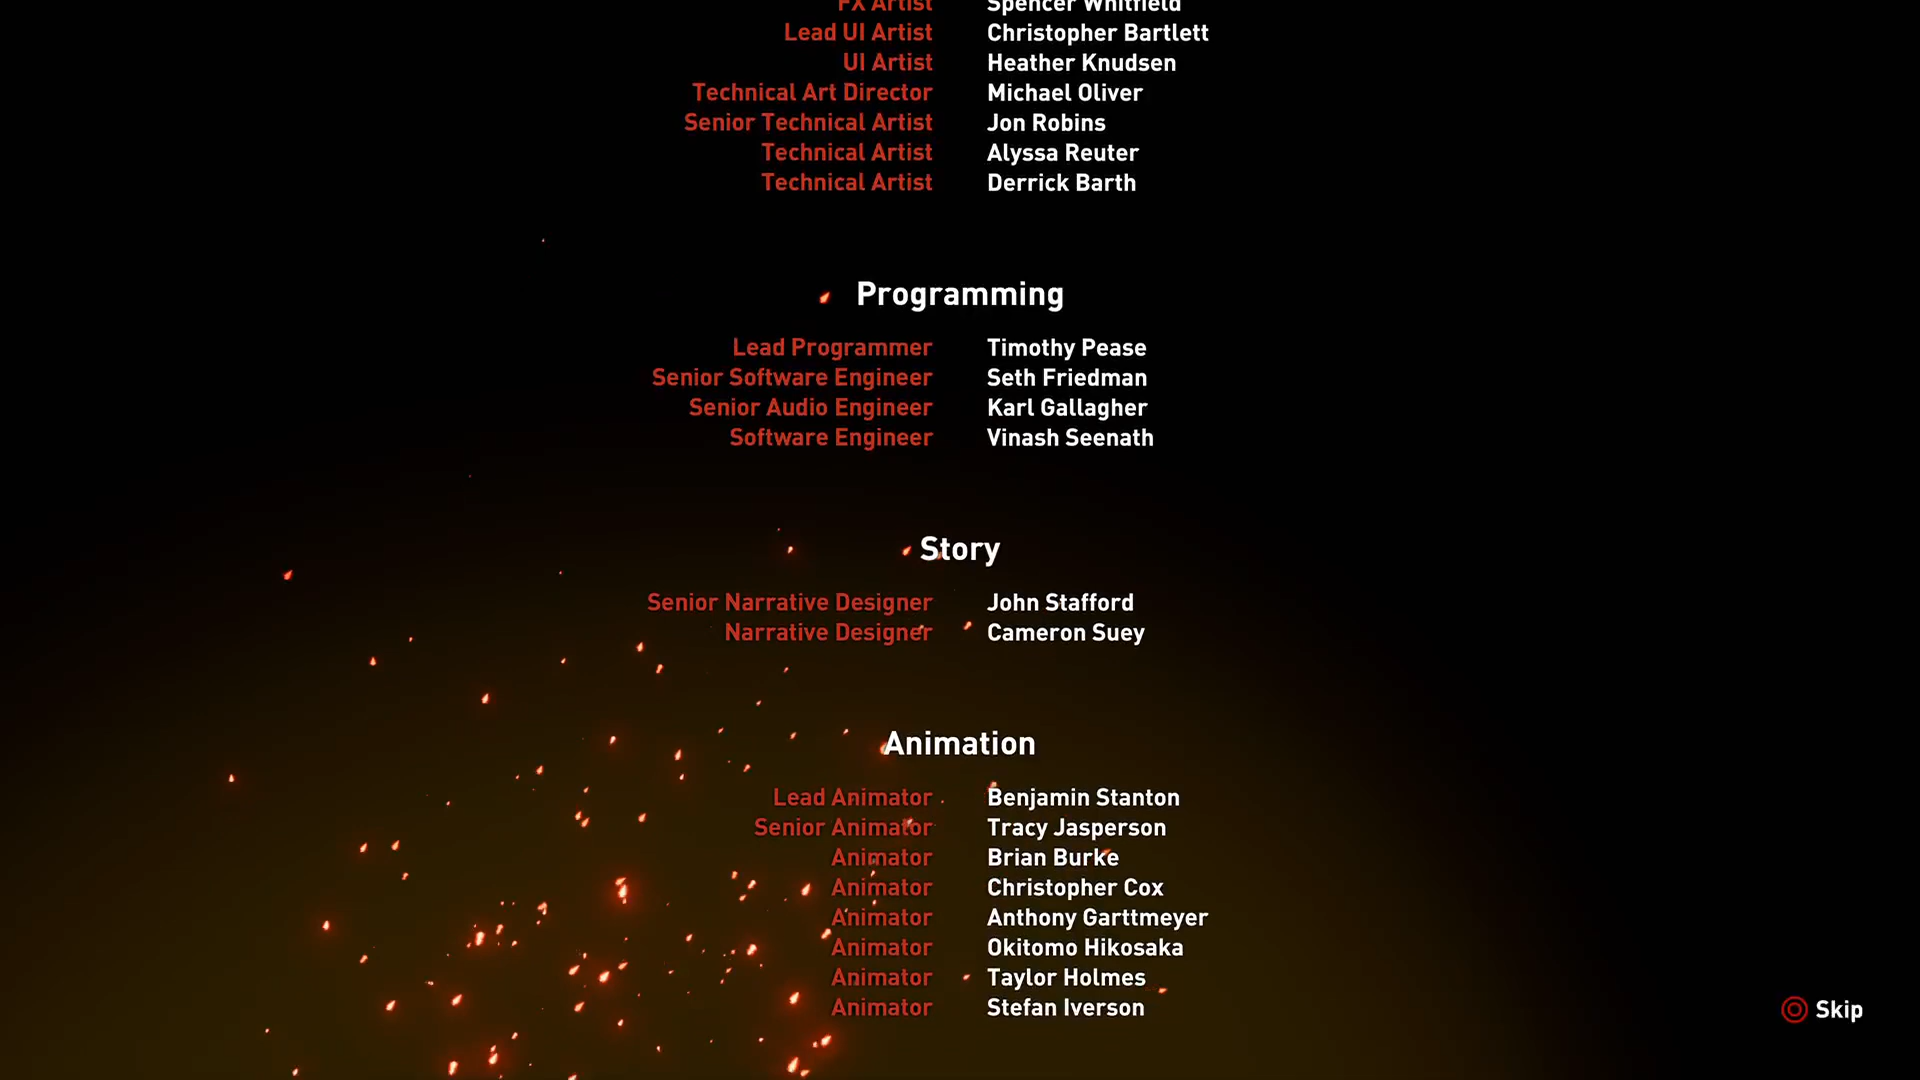 FX Artist Spencer Whitfield
Lead UI Artist Christopher Bartlett
UI Artist Heather Knudsen
Technical Art Director Michael Oliver
Senior Technical Artist Jon Robins
Technical Artist Alyssa Reuter
Technical Artist Derrick Barth
Programming
Lead Programmer Timothy Pease
Senior Software Engineer Seth Friedman
Senior Audio Engineer Karl Gallagher
Software Engineer Vinash Seenath
Story
Senior Narrative Designer John Stafford
Narrative Designer Cameron Suey
Animation
Lead Animator Benjamin Stanton
Senior Animator Tracy Jasperson
Animator Brian Burke
Animator Christopher Cox
Animator Anthony Garttmeyer
Animator Okitomo Hikosaka
Animator Taylor Holmes
Animator Stefan Iverson
Skip